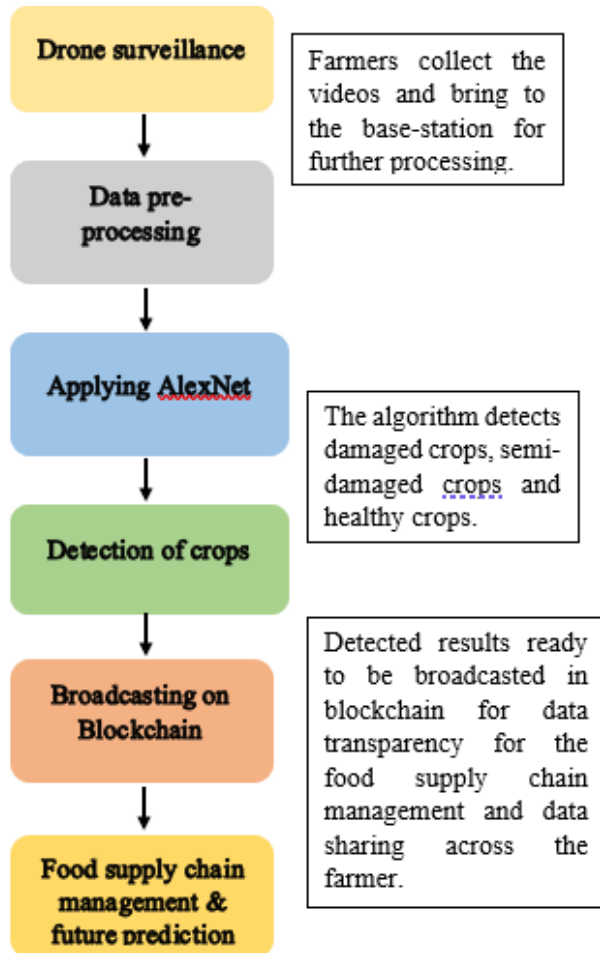 Drone surveillance
Farmers collect the
videos and bring to
the base-station for
further processing.
Data pre-
processing
Applying AlexNet
The algorithm detects
damaged crops, semi-
damaged crops and
healthy crops.
Detection of crops
Broadcasting on
Blockchain
Detected results ready
to be broadcasted in
blockchain for data
transparency for the
food supply chain
management and data
sharing across the
farmer.
Food supply chain
management &
future prediction